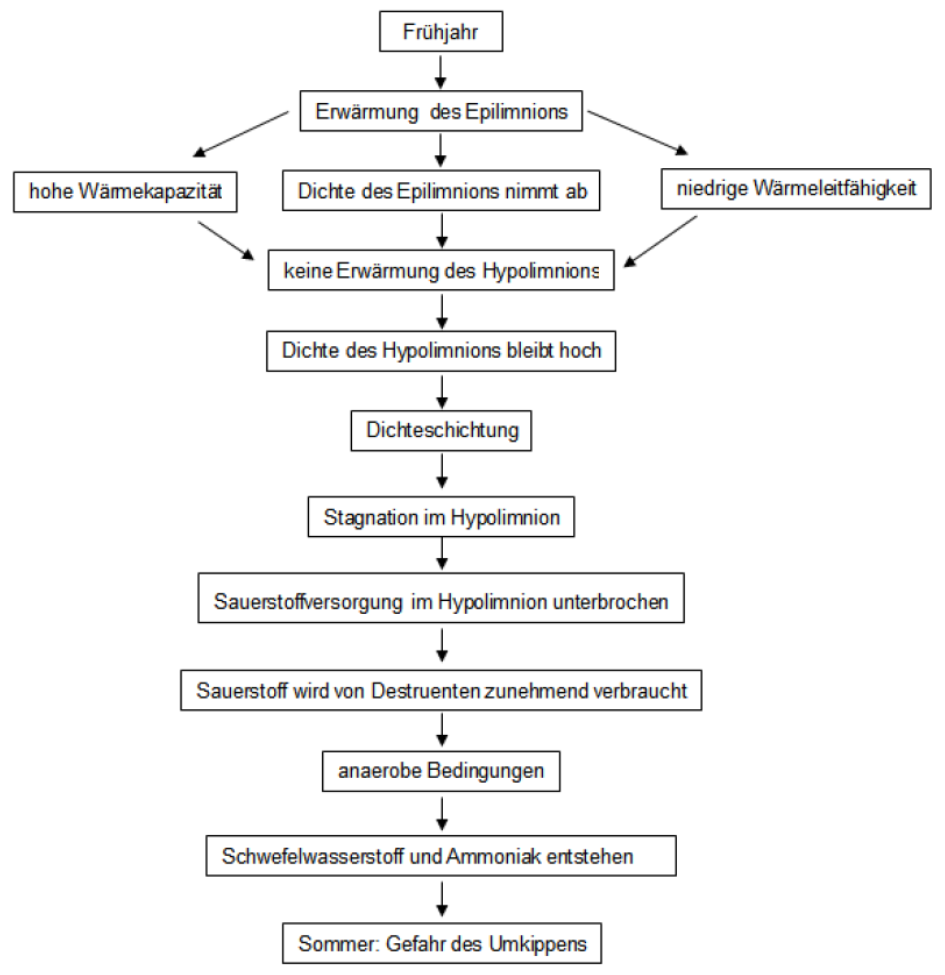 Frühjahr
Erwärmung des Epilimnions
hohe Wärmekapazität
Dichte des Epilimnions nimmt ab
niedrige Wärmeleitfähigkeit
keine Erwärmung des Hypolimnions
Dichte des Hypolimnions bleibt hoch
Dichteschichtung
Stagnation im Hypolimnion
Sauerstoffversorgung im Hypolimnion unterbrochen
Sauerstoff wird von Destruenten zunehmend verbraucht
anaerobe Bedingungen
Schwefelwasserstoff und Ammoniak entstehen
Sommer: Gefahr des Umkippens